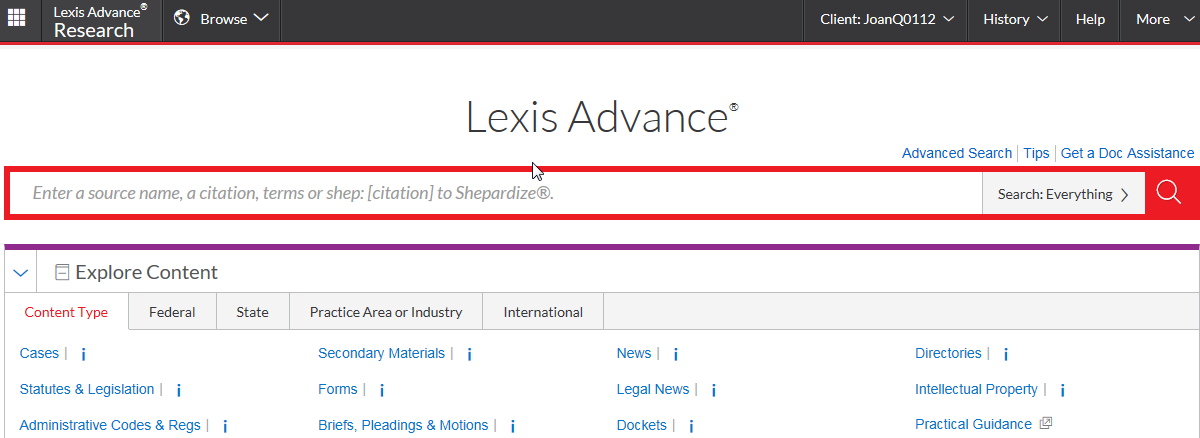 Lexis Advance®
Research
Browse
Client: JoanQ0112
History
Help
More
Lexis Advance®
Advanced Search | Tips | Get a Doc Assistance
Enter a source name, a citation, terms or shep: [citation] to Shepardize®.
Search: Everything
Explore Content
Content Type
Federal
State
Practice Area or Industry
International
Cases | i
Secondary Materials | i
News | i
Directories | i
Statutes & Legislation | i
Forms | i
Legal News | i
Intellectual Property | i
Administrative Codes & Regs | i
Briefs, Pleadings & Motions | i
Dockets | i
Practical Guidance